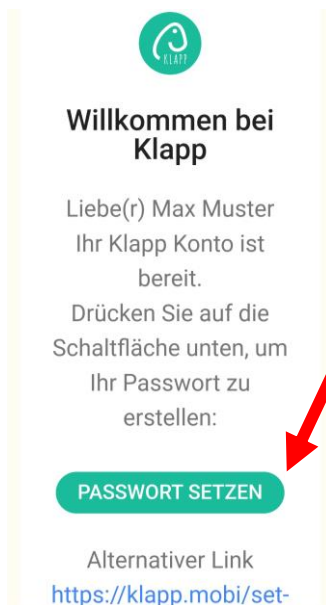 KLAPP
Willkommen bei
Klapp
Liebe(r) Max Muster
Ihr Klapp Konto ist
bereit.
Drücken Sie auf die
Schaltfläche unten, um
Ihr Passwort zu
erstellen:
PASSWORT SETZEN
Alternativer Link
https://klapp.mobi/set-